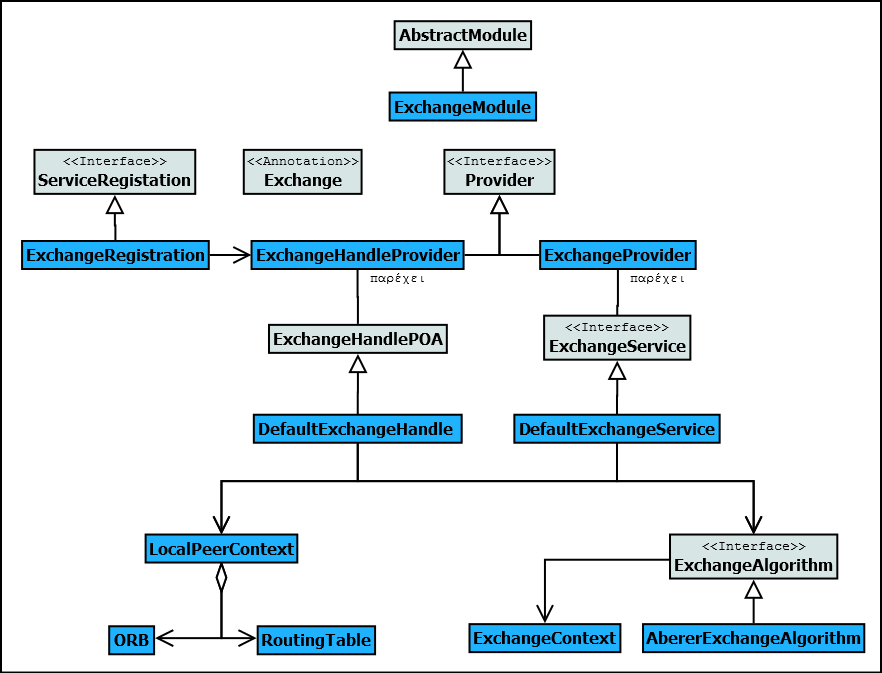 AbstractModule
ExchangeModule
<<Interface>>
ServiceRegistation
<<Annotation>>
Exchange
<<Interface>>
Provider
ExchangeRegistration
ExchangeHandleProvider
ExchangeProvider
παρέχει
παρέχει
ExchangeHandlePOA
<<Interface>>
ExchangeService
DefaultExchangeHandle
DefaultExchangeService
LocalPeerContext
<<Interface>>
ExchangeAlgorithm
ORB
RoutingTable
ExchangeContext
AbererExchangeAlgorithm